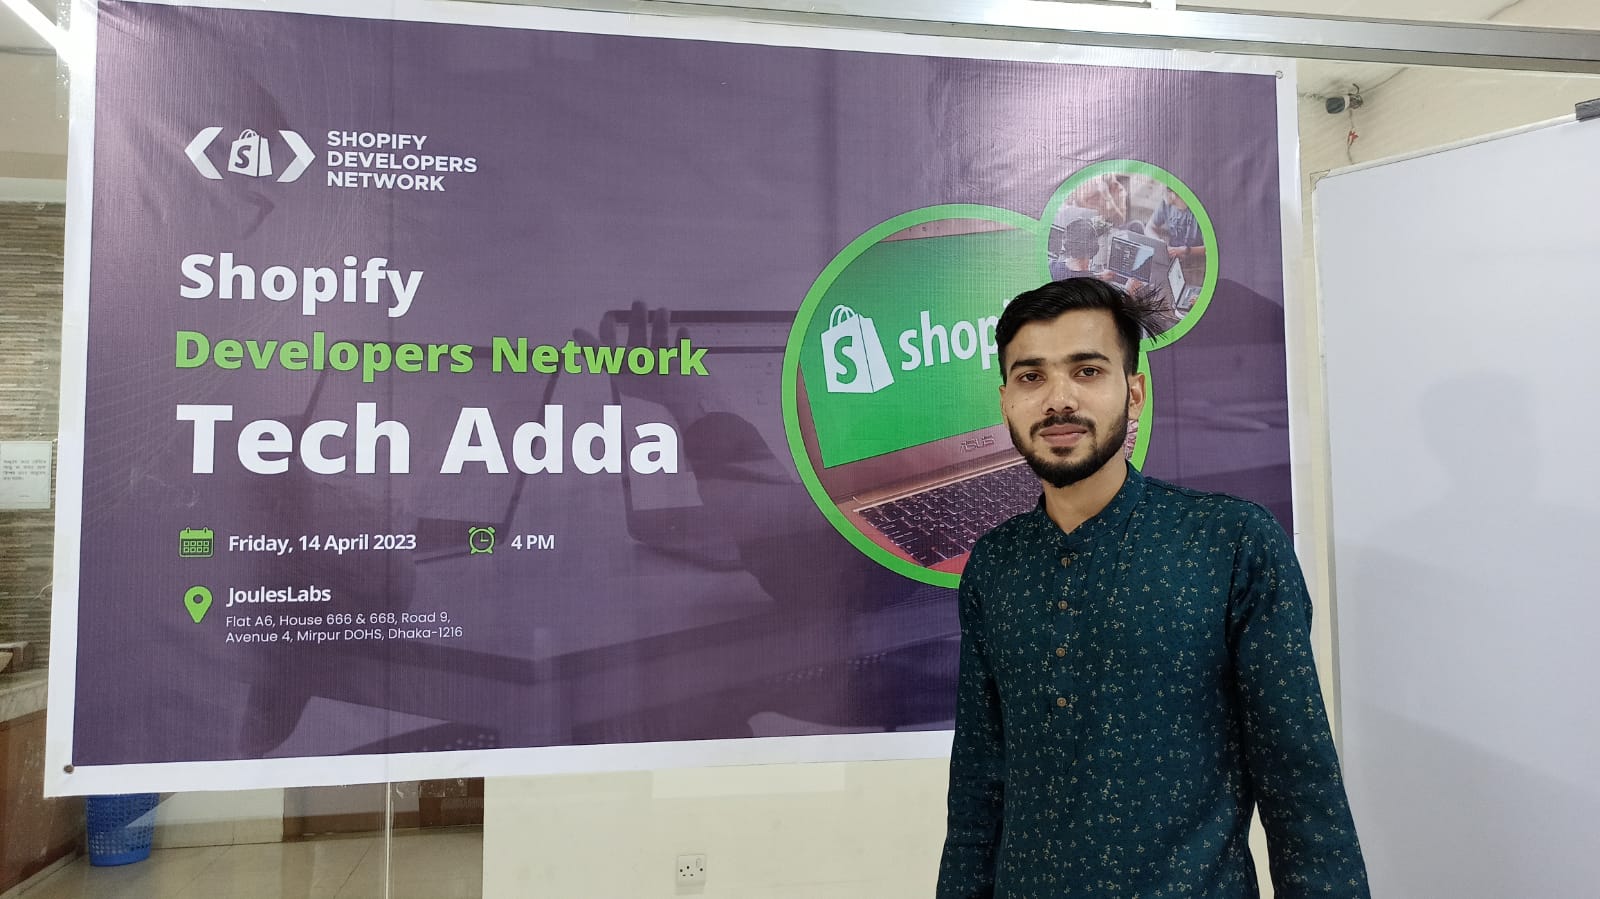 SHOPIFY
DEVELOPERS
NETWORK
Shopify
Developers Network
Tech Adda
Friday, 14 April 2023
4 PM
JoulesLabs
Flat A6, House 666 & 668, Road 9,
Avenue 4, Mirpur DOHS, Dhaka-1216
S
shop
ASUS